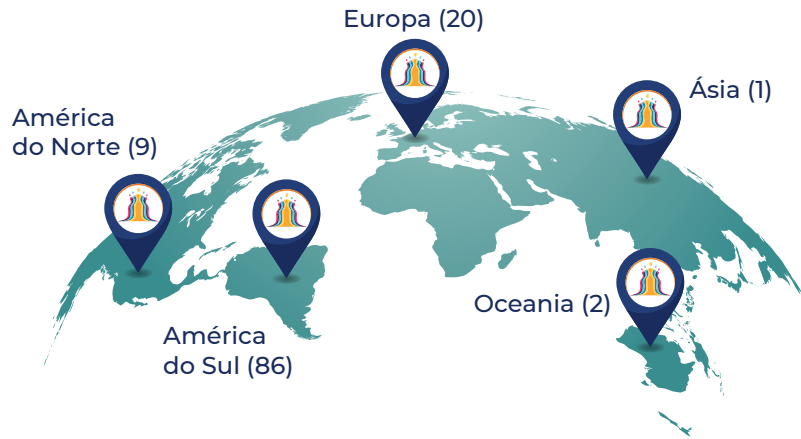 Europa (20)
Ásia (1)
América
do Norte (9)
Oceania (2)
América
do Sul (86)